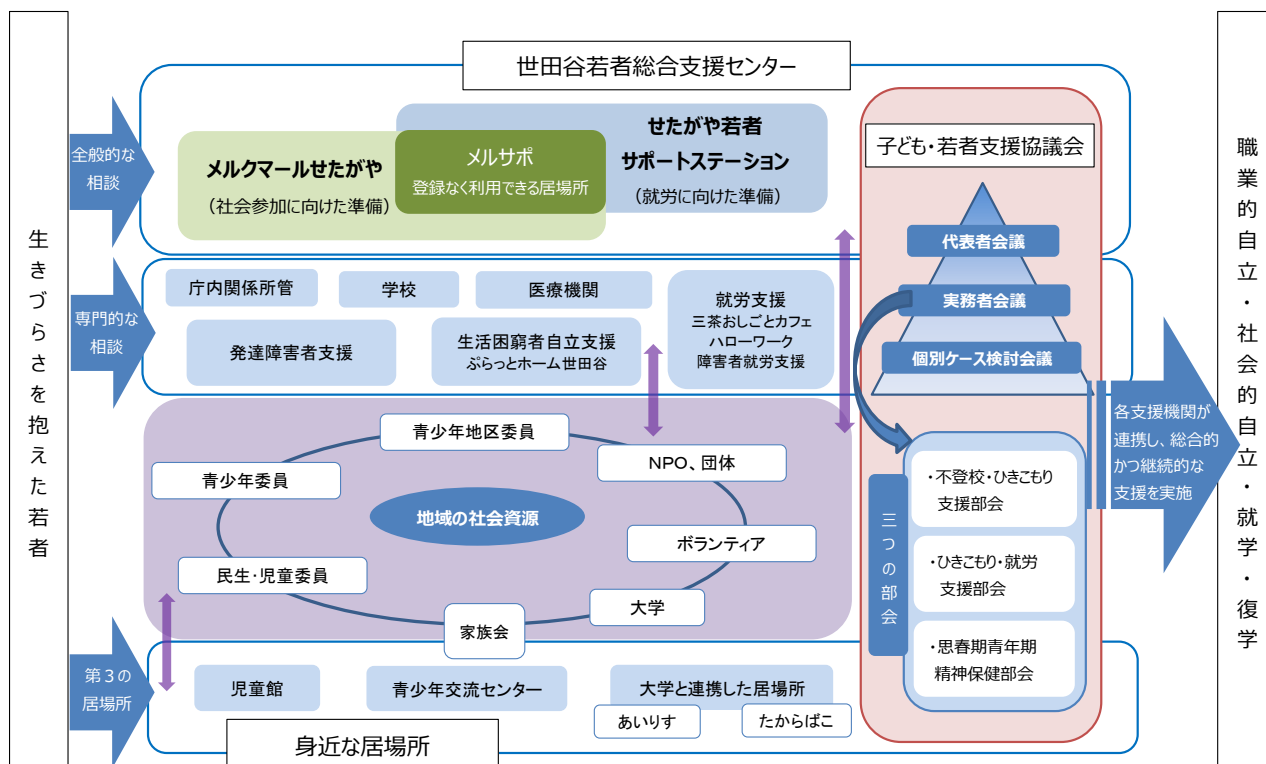 生きづらさを抱えた若者
全般的な
相談
世田谷若者総合支援センター
メルクマールせたがや
（社会参加に向けた準備）
メルサポ
登録なく利用できる居場所
せたがや若者
サポートステーション
（就労に向けた準備）
専門的な
相談
庁内関係所管
学校
医療機関
発達障害者支援
生活困窮者自立支援
ぷらっとホーム世田谷
就労支援
三茶おしごとカフェ
ハローワーク
障害者就労支援
青少年地区委員
青少年委員
NPO、団体
地域の社会資源
ボランティア
民生・児童委員
大学
家族会
第３の
居場所
児童館
青少年交流センター
大学と連携した居場所
あいりす
たからばこ
身近な居場所
子ども・若者支援協議会
代表者会議
実務者会議
個別ケース検討会議
三つの部会
・不登校・ひきこもり
支援部会
・ひきこもり・就労
支援部会
・思春期青年期
精神保健部会
各支援機関が
連携し、総合的
かつ継続的な
支援を実施
職業的自立・社会的自立・就学・復学